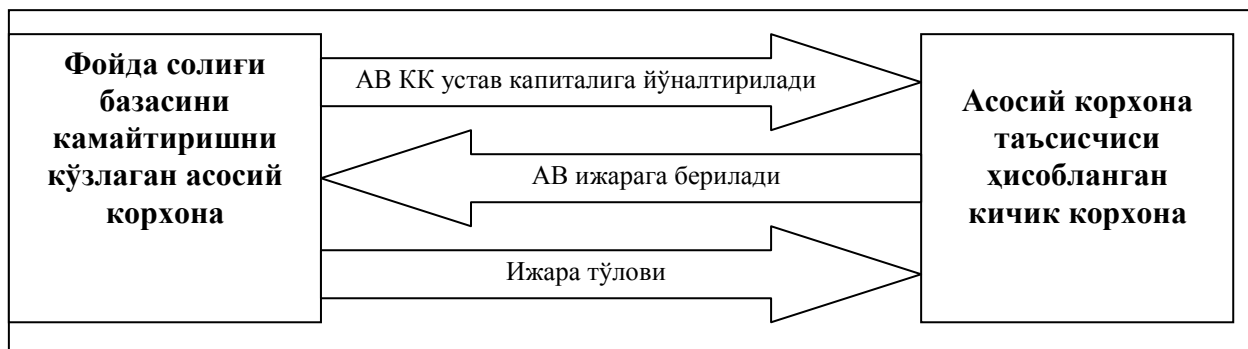 Фойда солиғи
базасини
камайтиришни
кўзлаган асосий
корхона
АВ КК устав капиталига йўналтирилади
АВ ижарага берилади
Ижара тўлови
Асосий корхона
таъсисчиси
ҳисобланган
кичик корхона